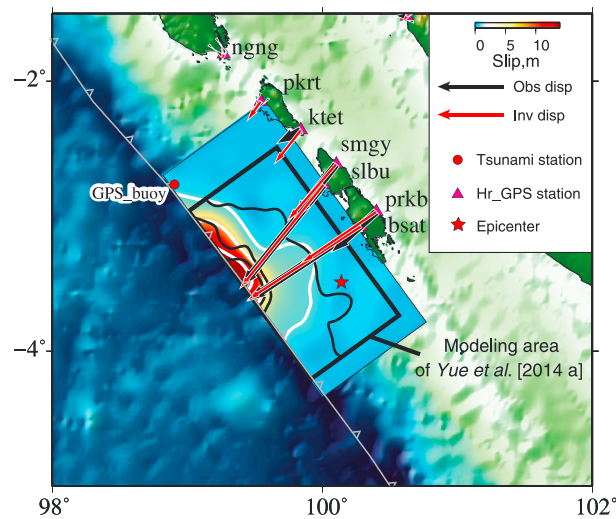 ngng
pkrt
ktet
smgy
slbu
prkb
bsat
GPS_buoy
0 5 10
Slip,m
Obs disp
Inv disp
Tsunami station
Hr_GPS station
Epicenter
Modeling area
of Yue et al. [2014 a]
−2°
−4°
98° 100° 102°